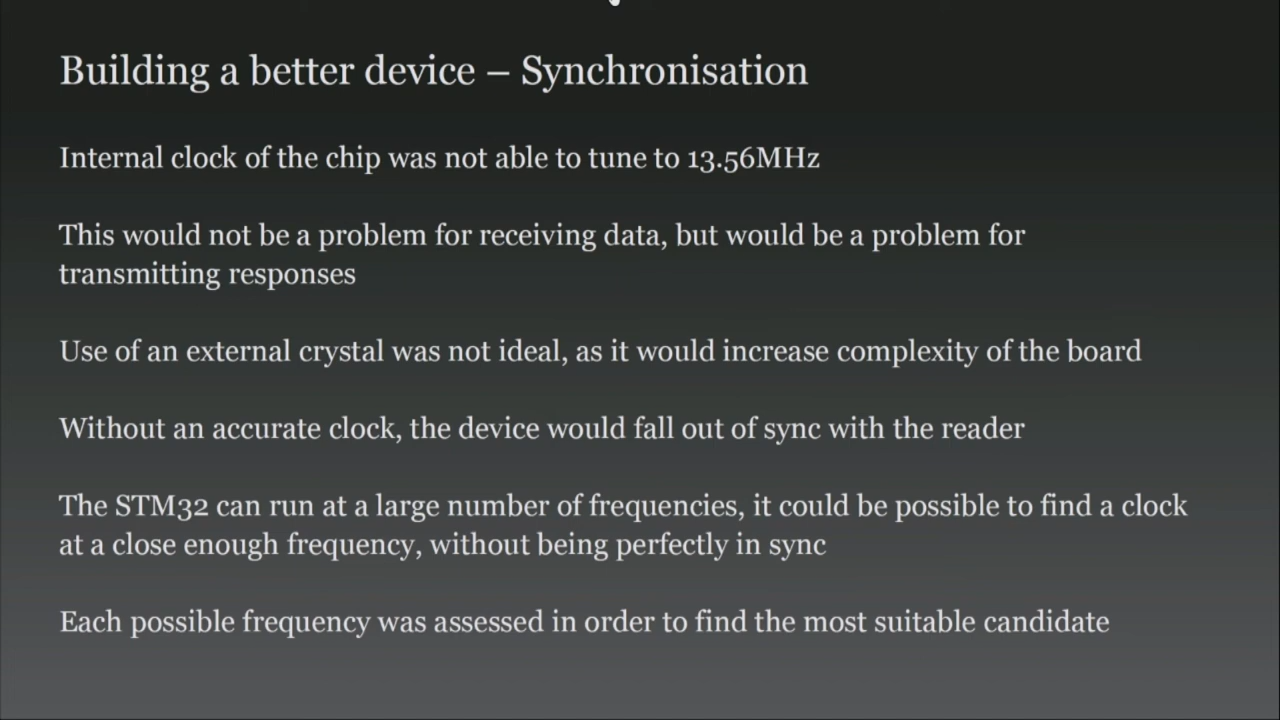 Building a better device – Synchronisation
Internal clock of the chip was not able to tune to 13.56MHz
This would not be a problem for receiving data, but would be a problem for
transmitting responses
Use of an external crystal was not ideal, as it would increase complexity of the board
Without an accurate clock, the device would fall out of sync with the reader
The STM32 can run at a large number of frequencies, it could be possible to find a clock
at a close enough frequency, without being perfectly in sync
Each possible frequency was assessed in order to find the most suitable candidate